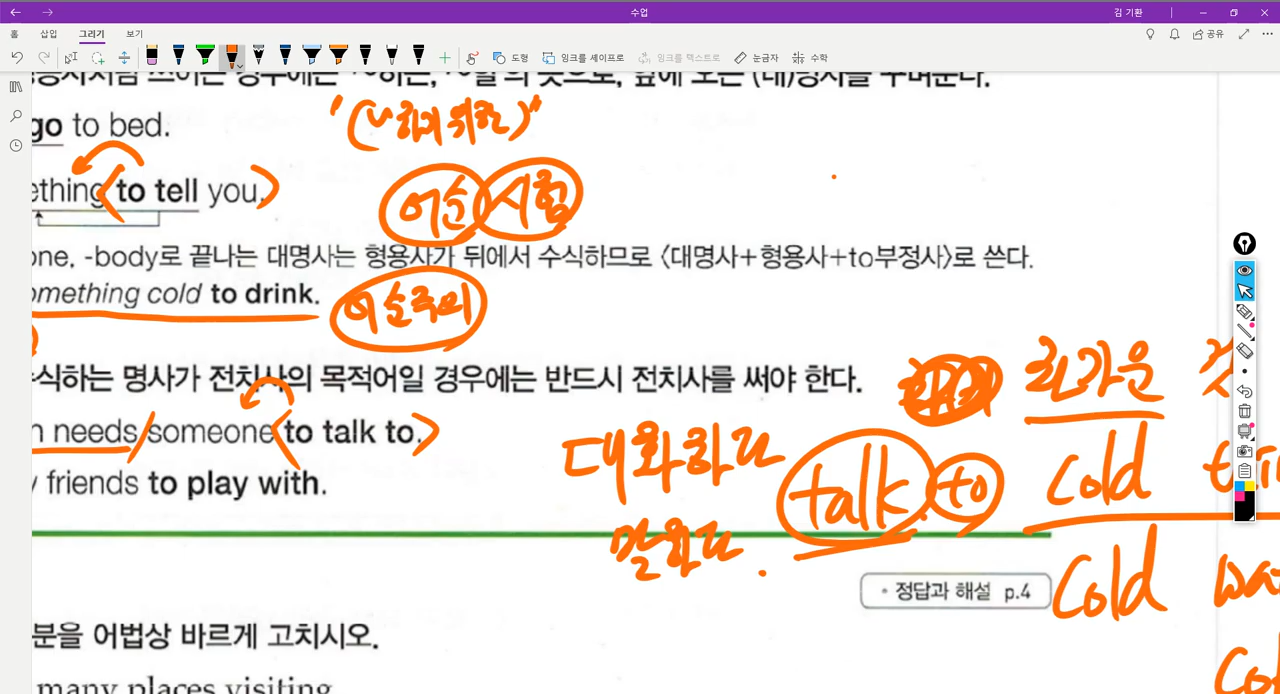 수업
김 기환
홈 삽입 그리기 보기
공유
도형 잉크를 셰이프로 잉크를 텍스트로 눈금자 수학
go to bed.
'(~하기 위한)"
ething to tell you.
어순 시험
one, -body로 끝나는 대명사는 형용사가 뒤에서 수식하므로 〈대명사+형용사+to부정사〉로 쓴다.
omething cold to drink.
어순주의
식하는 명사가 전치사의 목적어일 경우에는 반드시 전치사를 써야 한다.
차가운 것
n needs/someone to talk to.
대화하다
talk to
cold
y friends to play with.
말하다.
cold
정답과 해설 p.4
분을 어법상 바르게 고치시오.
many places visiting